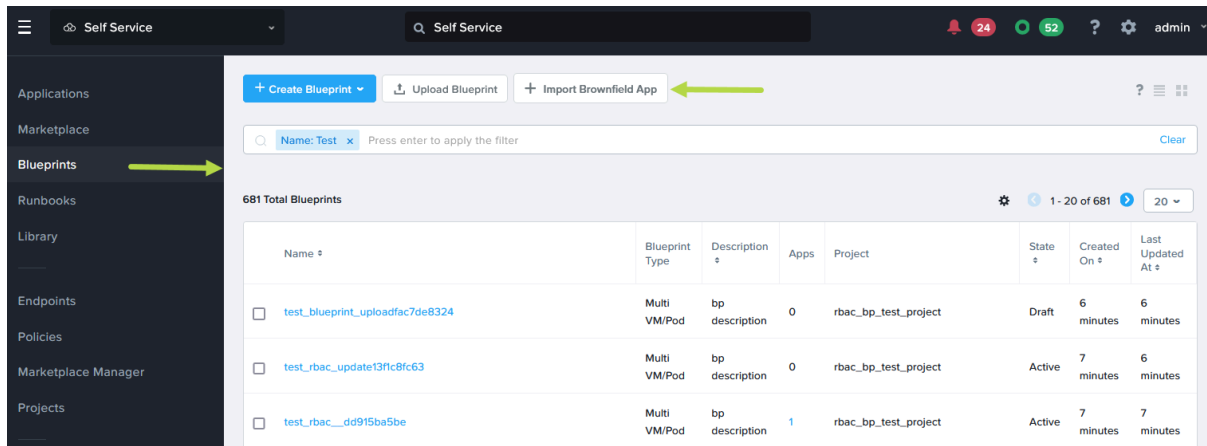 Self Service
Self Service
24
52
?
admin
Applications
Marketplace
Blueprints
Runbooks
Library
Endpoints
Policies
Marketplace Manager
Projects
+ Create Blueprint
Upload Blueprint
+ Import Brownfield App
?
Name: Test x Press enter to apply the filter
Clear
681 Total Blueprints
1 - 20 of 681
20
Name
Blueprint Type
Description
Apps
Project
State
Created On
Last Updated At
test_blueprint_uploadfac7de8324
Multi VM/Pod
bp description
0
rbac_bp_test_project
Draft
6 minutes
6 minutes
test_rbac_update13f1c8fc63
Multi VM/Pod
bp description
0
rbac_bp_test_project
Active
7 minutes
6 minutes
test_rbac__dd915ba5be
Multi VM/Pod
bp description
1
rbac_bp_test_project
Active
7 minutes
7 minutes